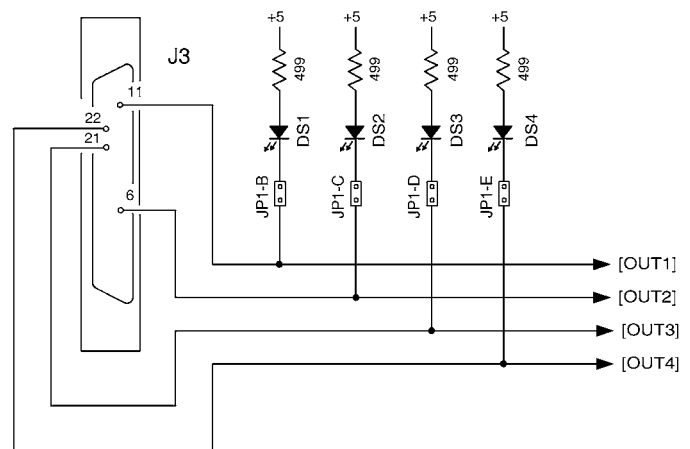 +5 +5 +5 +5
J3
499 499 499 499
11
22
21
DS1 DS2 DS3 DS4
JP1-B JP1-C JP1-D JP1-E
6
[OUT1]
[OUT2]
[OUT3]
[OUT4]